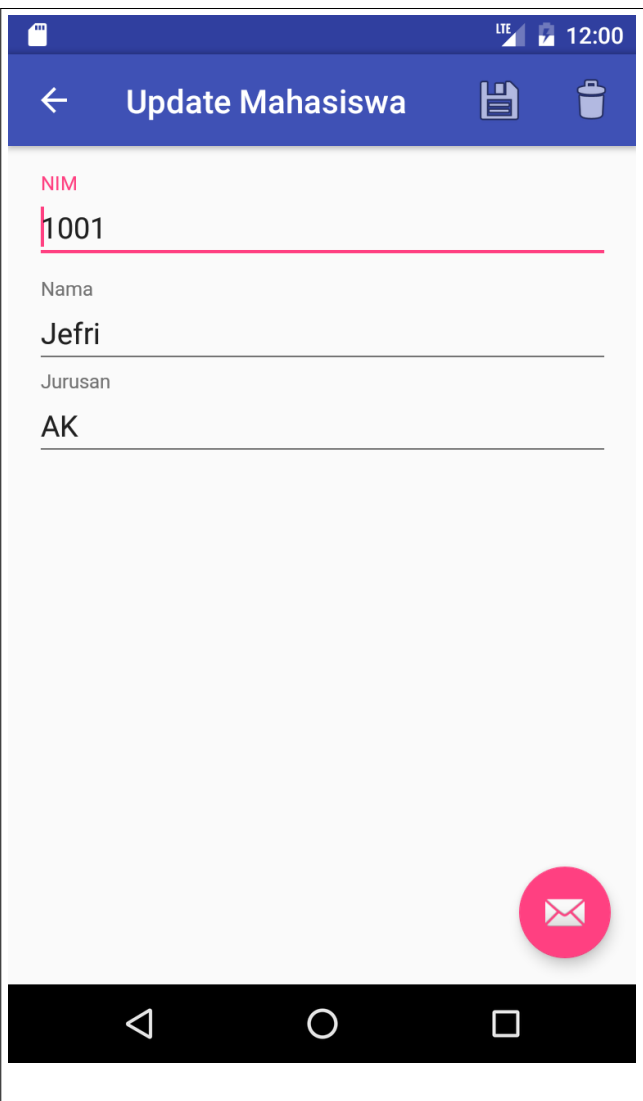 LTE 12:00
Update Mahasiswa
NIM
1001
Nama
Jefri
Jurusan
AK